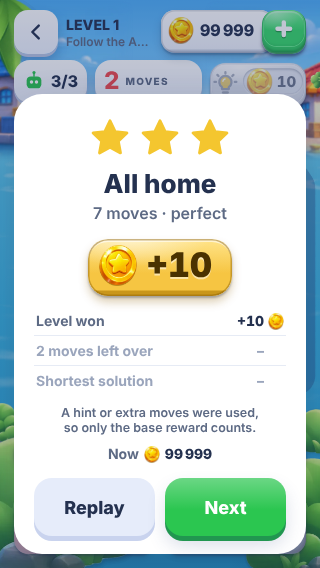 LEVEL 1
Follow the A...
99 999
3/3
2 MOVES
10
All home
7 moves · perfect
+10
Level won +10
2 moves left over –
Shortest solution –
A hint or extra moves were used,
so only the base reward counts.
Now 99 999
Replay
Next